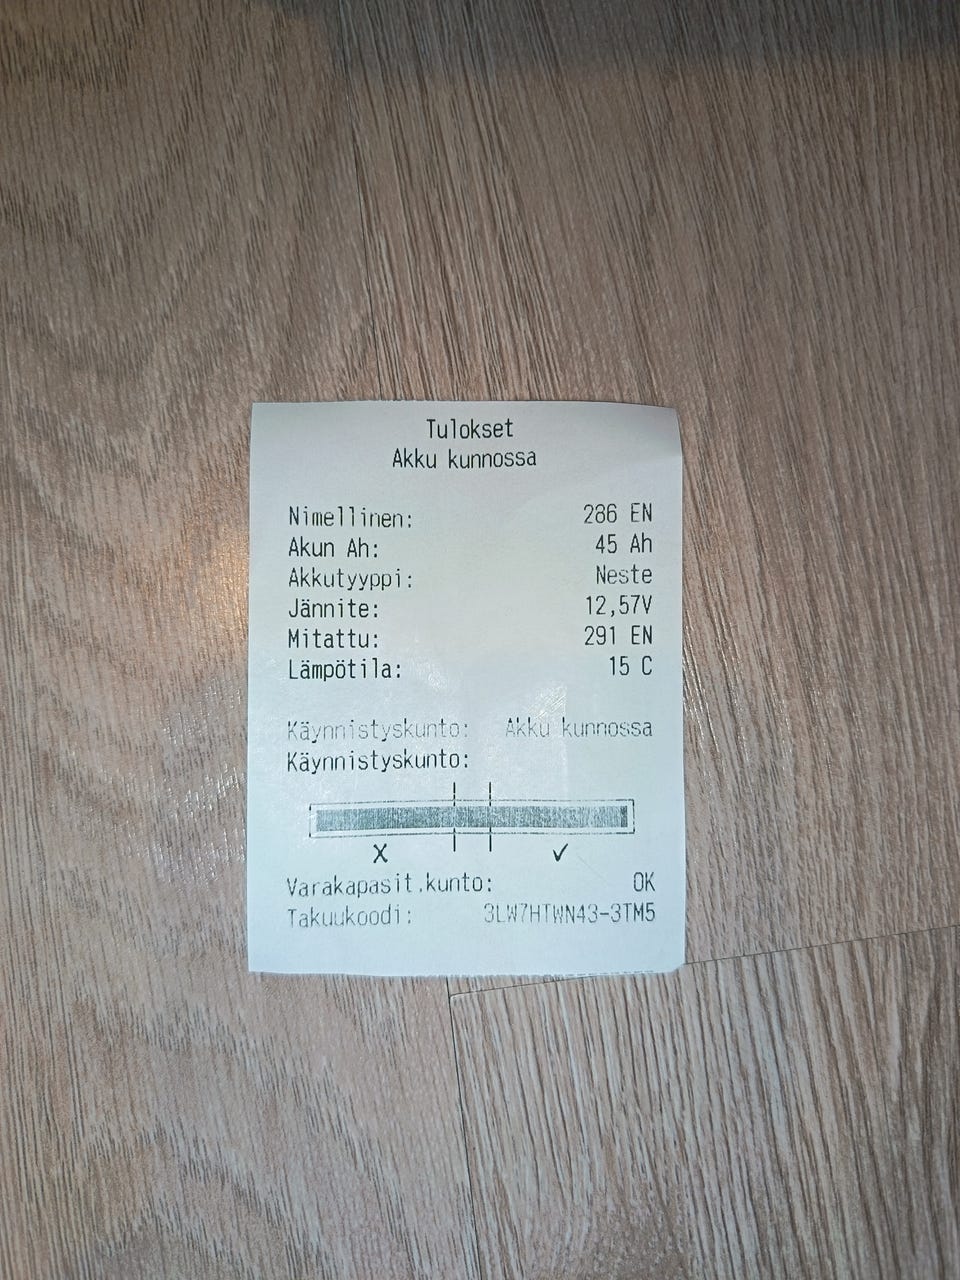 Tulokset
Akku kunnossa
Nimellinen: 286 EN
Akun Ah: 45 Ah
Akkutyyppi: Neste
Jännite: 12,57V
Mitattu: 291 EN
Lämpötila: 15 C
Käynnistyskunto: Akku kunnossa
Käynnistyskunto:
X ✓
Varakapasit.kunto: OK
Takuukoodi: 3LW7HTWN43-3TM5